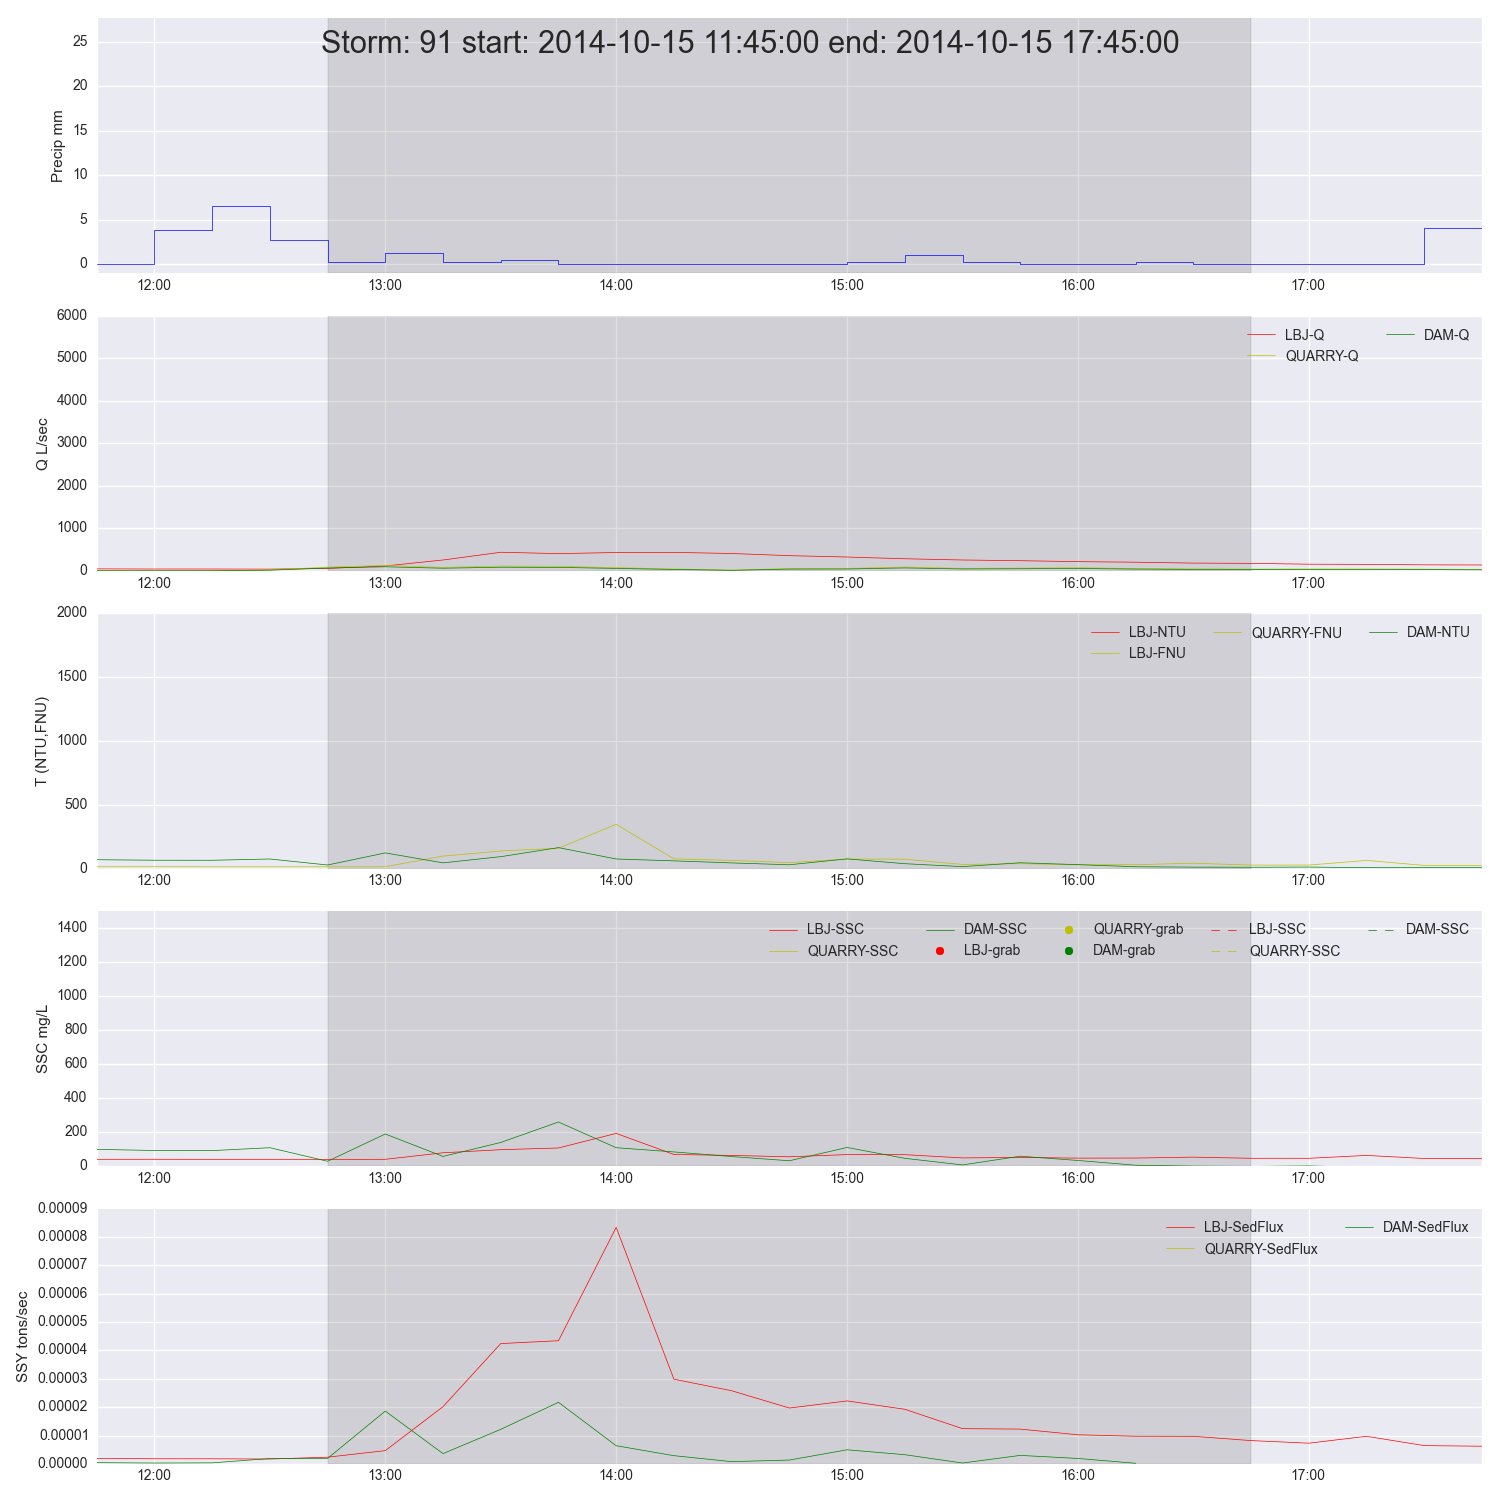 Storm: 91 start: 2014-10-15 11:45:00 end: 2014-10-15 17:45:00
Precip mm
25
20
15
10
5
0
12:00 13:00 14:00 15:00 16:00 17:00
Q L/sec
6000
5000
4000
3000
2000
1000
0
LBJ-Q DAM-Q
QUARRY-Q
12:00 13:00 14:00 15:00 16:00 17:00
T (NTU,FNU)
2000
1500
1000
500
0
LBJ-NTU QUARRY-FNU DAM-NTU
LBJ-FNU
12:00 13:00 14:00 15:00 16:00 17:00
SSC mg/L
1400
1200
1000
800
600
400
200
0
LBJ-SSC DAM-SSC QUARRY-grab LBJ-SSC DAM-SSC
QUARRY-SSC LBJ-grab DAM-grab QUARRY-SSC
12:00 13:00 14:00 15:00 16:00 17:00
SSY tons/sec
0.00009
0.00008
0.00007
0.00006
0.00005
0.00004
0.00003
0.00002
0.00001
0.00000
LBJ-SedFlux DAM-SedFlux
QUARRY-SedFlux
12:00 13:00 14:00 15:00 16:00 17:00